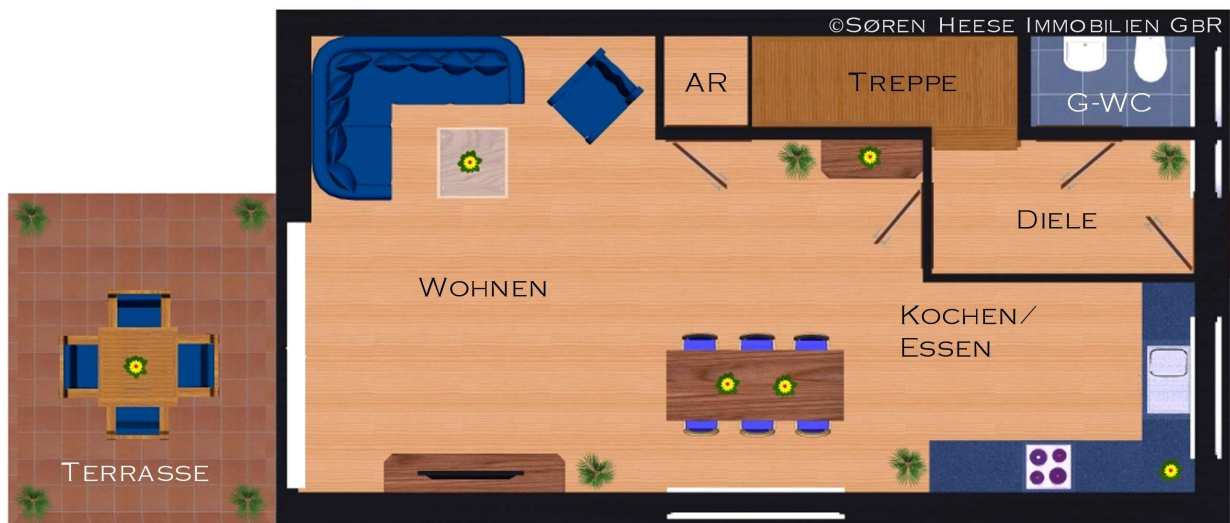 ©Søren Heese Immobilien GbR
AR
Treppe
G-WC
Diele
Wohnen
Kochen/
Essen
Terrasse